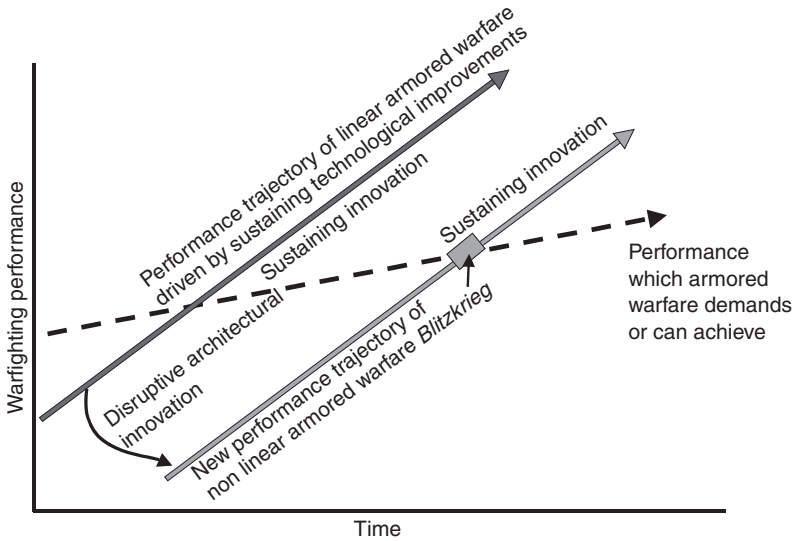 Performance trajectory of linear armored warfare
driven by sustaining technological improvements
Sustaining innovation
Sustaining innovation
Performance
which armored
warfare demands
or can achieve
Disruptive architectural
innovation
New performance trajectory of
non linear armored warfare Blitzkrieg
Warfighting performance
Time